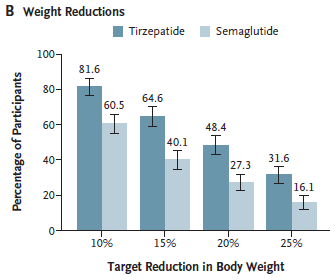 B Weight Reductions
Tirzepatide Semaglutide
Percentage of Participants
100
80
60
40
20
0
81.6
60.5
64.6
40.1
48.4
27.3
31.6
16.1
10% 15% 20% 25%
Target Reduction in Body Weight